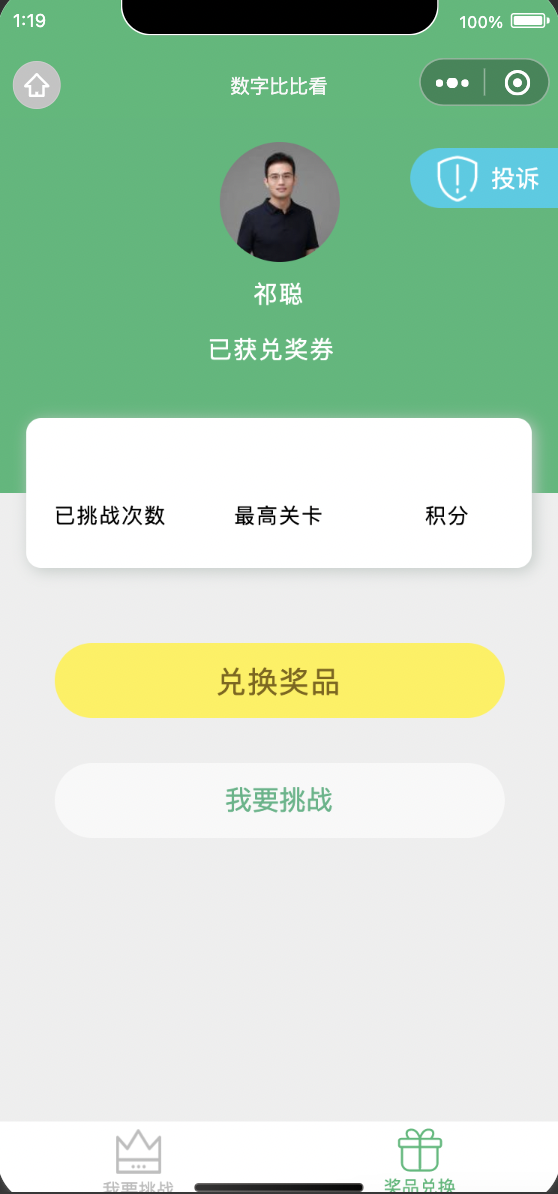 1:19
100%
数字比比看
投诉
祁聪
已获兑奖券
已挑战次数
最高关卡
积分
兑换奖品
我要挑战
我要挑战
奖品兑换